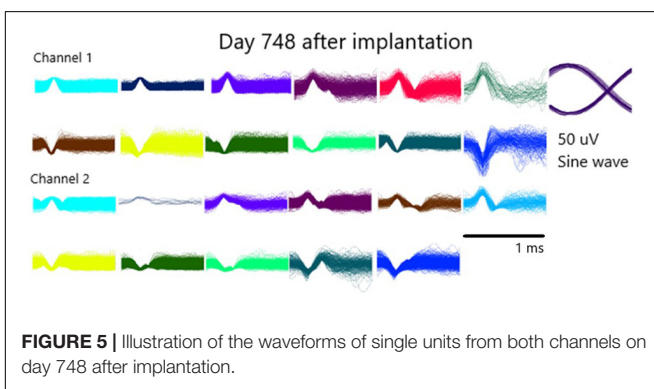 Day 748 after implantation
Channel 1
50 uV
Sine wave
Channel 2
1 ms
FIGURE 5 | Illustration of the waveforms of single units from both channels on
day 748 after implantation.